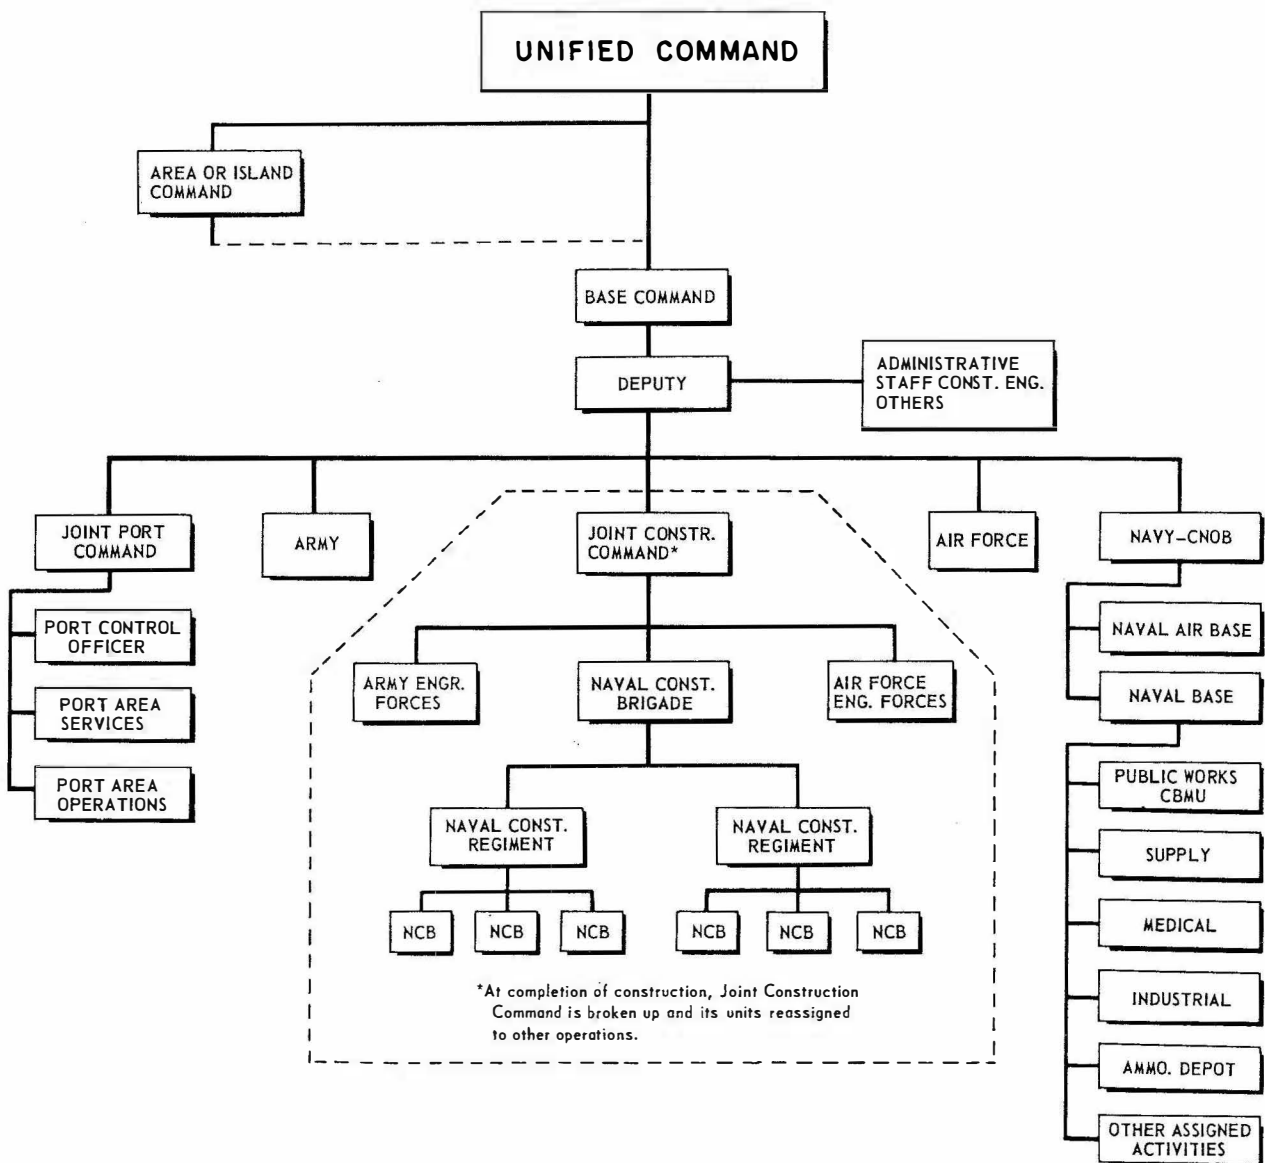 UNIFIED COMMAND
AREA OR ISLAND
COMMAND
BASE COMMAND
DEPUTY
ADMINISTRATIVE
STAFF CONST. ENG.
OTHERS
JOINT PORT
COMMAND
ARMY
JOINT CONSTR.
COMMAND*
AIR FORCE
NAVY-CNOB
PORT CONTROL
OFFICER
PORT AREA
SERVICES
PORT AREA
OPERATIONS
ARMY ENGR.
FORCES
NAVAL CONST.
BRIGADE
AIR FORCE
ENG. FORCES
NAVAL CONST.
REGIMENT
NAVAL CONST.
REGIMENT
NCB
NCB
NCB
NCB
NCB
NCB
*At completion of construction, Joint Construction
Command is broken up and its units reassigned
to other operations.
NAVAL AIR BASE
NAVAL BASE
PUBLIC WORKS
CBMU
SUPPLY
MEDICAL
INDUSTRIAL
AMMO. DEPOT
OTHER ASSIGNED
ACTIVITIES